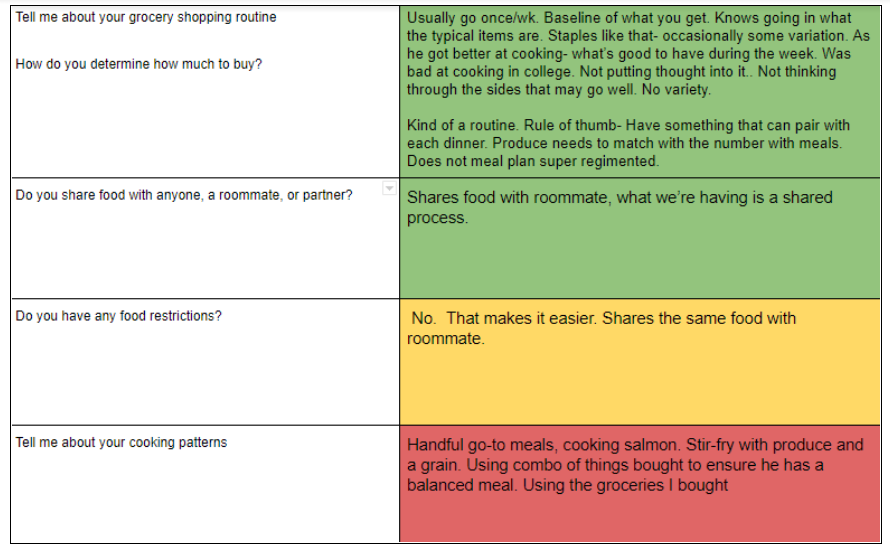 Tell me about your grocery shopping routine
How do you determine how much to buy?
Usually go once/wk. Baseline of what you get. Knows going in what
the typical items are. Staples like that- occasionally some variation. As
he got better at cooking- what's good to have during the week. Was
bad at cooking in college. Not putting thought into it.. Not thinking
through the sides that may go well. No variety.
Kind of a routine. Rule of thumb- Have something that can pair with
each dinner. Produce needs to match with the number with meals.
Does not meal plan super regimented.
Do you share food with anyone, a roommate, or partner?
Shares food with roommate, what we're having is a shared
process.
Do you have any food restrictions?
No. That makes it easier. Shares the same food with
roommate.
Tell me about your cooking patterns
Handful go-to meals, cooking salmon. Stir-fry with produce and
a grain. Using combo of things bought to ensure he has a
balanced meal. Using the groceries I bought